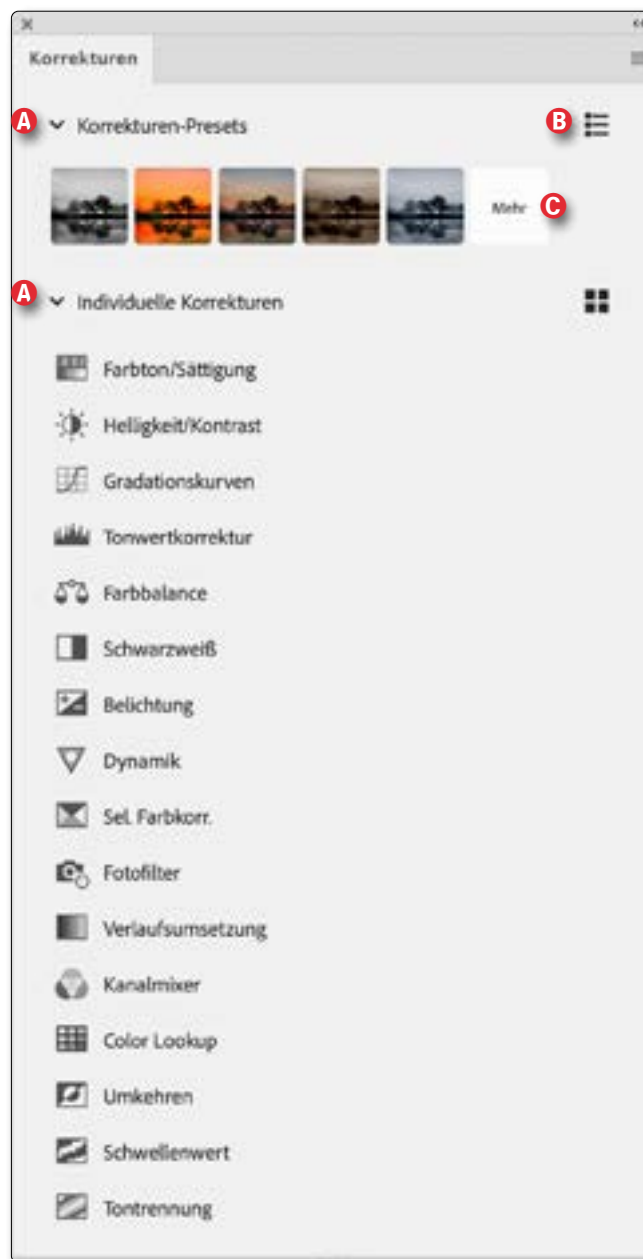 Korrekturen
A Korrekturen-Presets B
Mehr C
A Individuelle Korrekturen
Farbton/Sättigung
Helligkeit/Kontrast
Gradationskurven
Tonwertkorrektur
Farbbalance
Schwarzweiß
Belichtung
Dynamik
Sel. Farbkorr.
Fotofilter
Verlaufsumsetzung
Kanalmixer
Color Lookup
Umkehren
Schwellenwert
Tontrennung